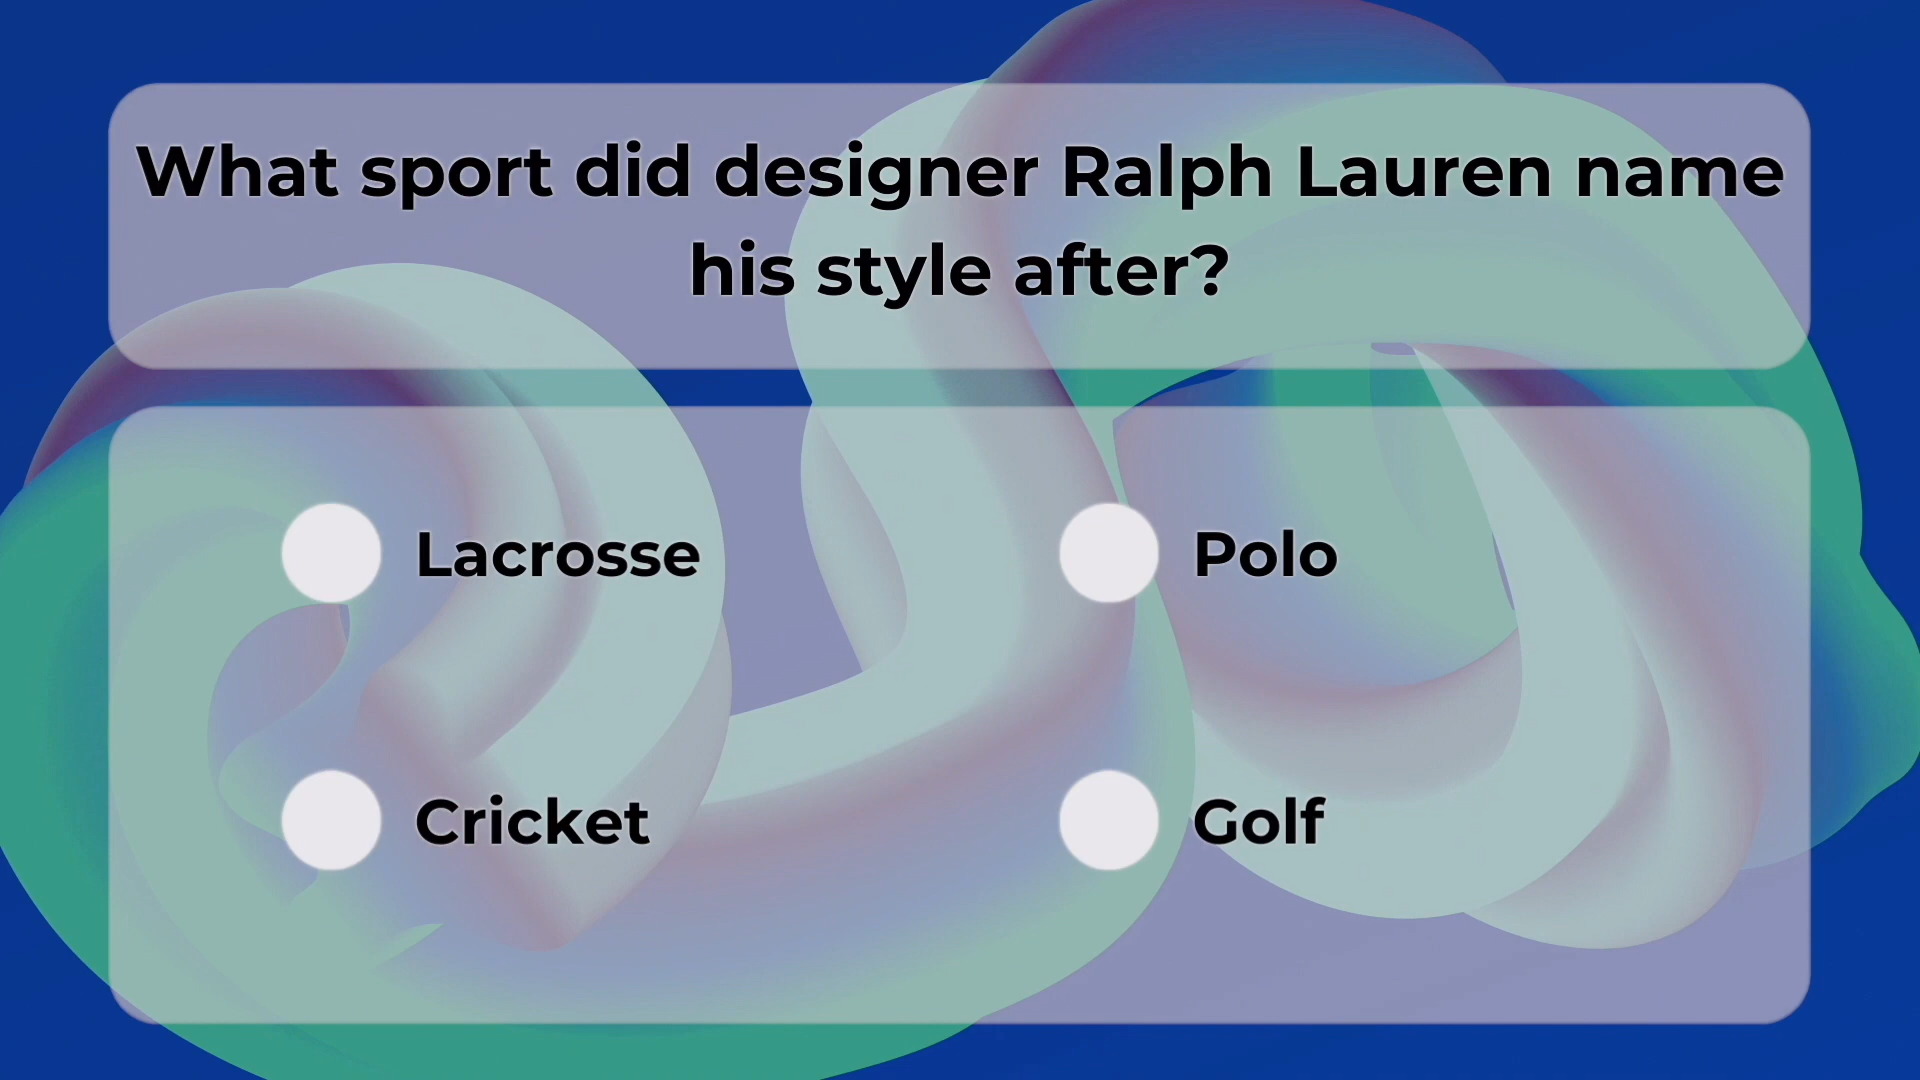 What sport did designer Ralph Lauren name
his style after?
Lacrosse
Polo
Cricket
Golf